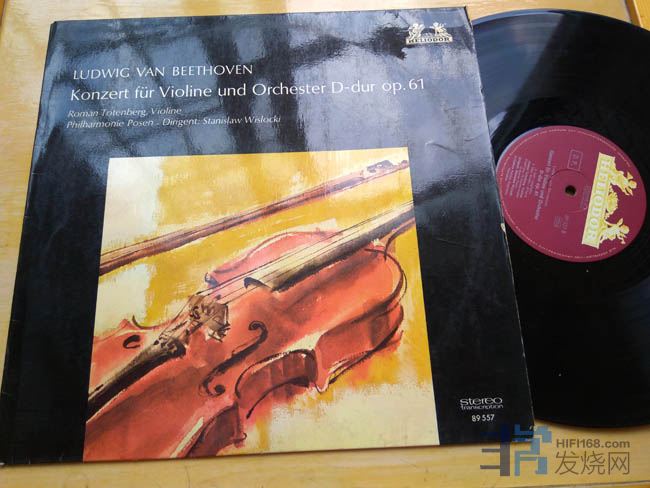 HELIODOR
LUDWIG VAN BEETHOVEN
Konzert für Violine und Orchester D-dur op. 61
Roman Totenberg, Violine
Philharmonie Posen - Dirigent: Stanislaw Wislocki
stereo
transcription
89 557
HELIODOR
HIFI168.com
发烧网